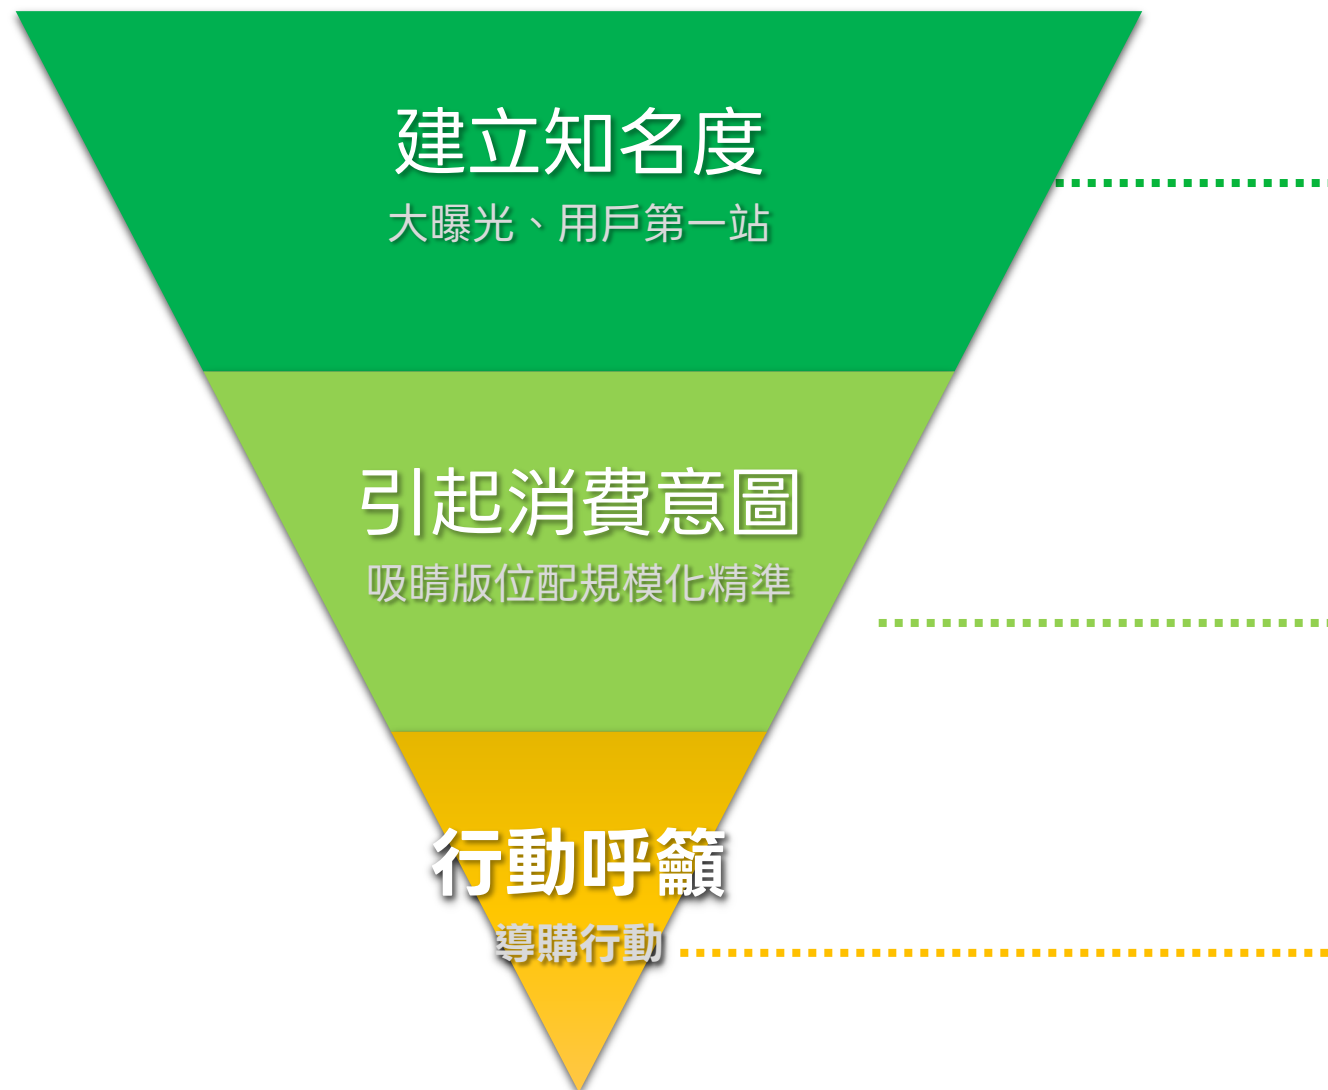 建立知名度
大曝光、用戶第一站
引起消費意圖
吸睛版位配規模化精準
行動呼籲
導購行動